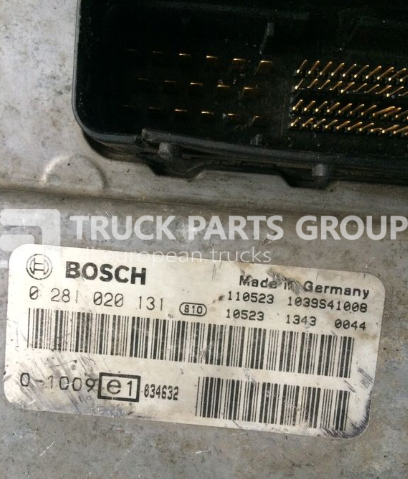 TRUCK PARTS GROUP
european trucks
BOSCH
Made in Germany
0 281 020 131 810
110523 1039S41008
10523 1343 0044
0-1009 e1 834632